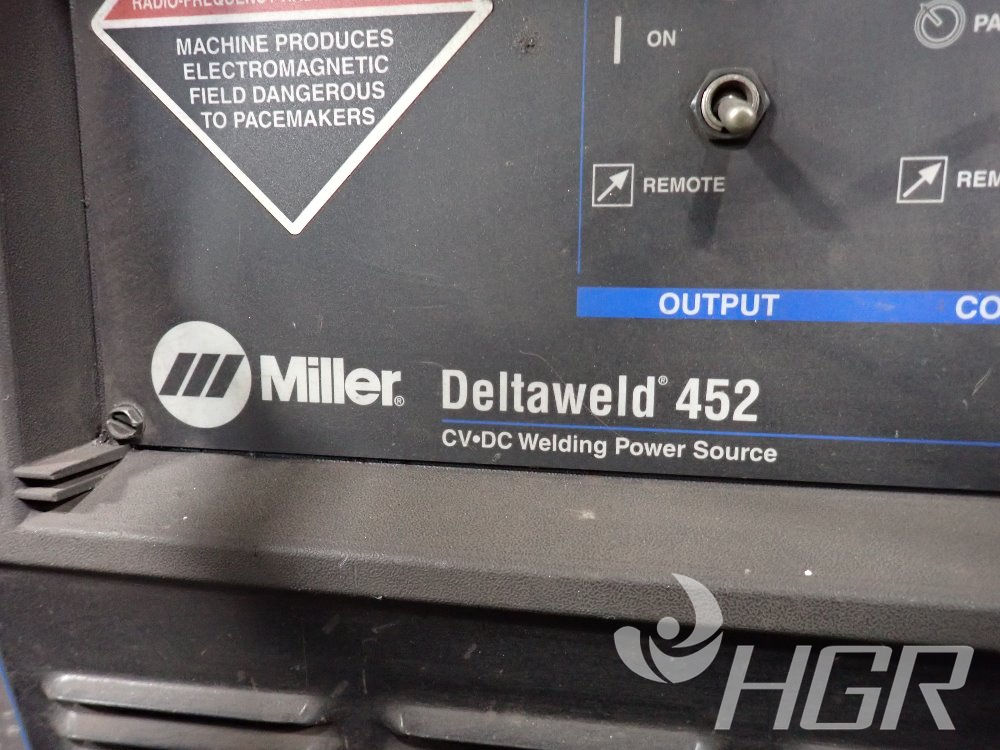 MACHINE PRODUCES
ELECTROMAGNETIC
FIELD DANGEROUS
TO PACEMAKERS
ON
REMOTE
OUTPUT
Miller®
Deltaweld® 452
CV•DC Welding Power Source
HGR